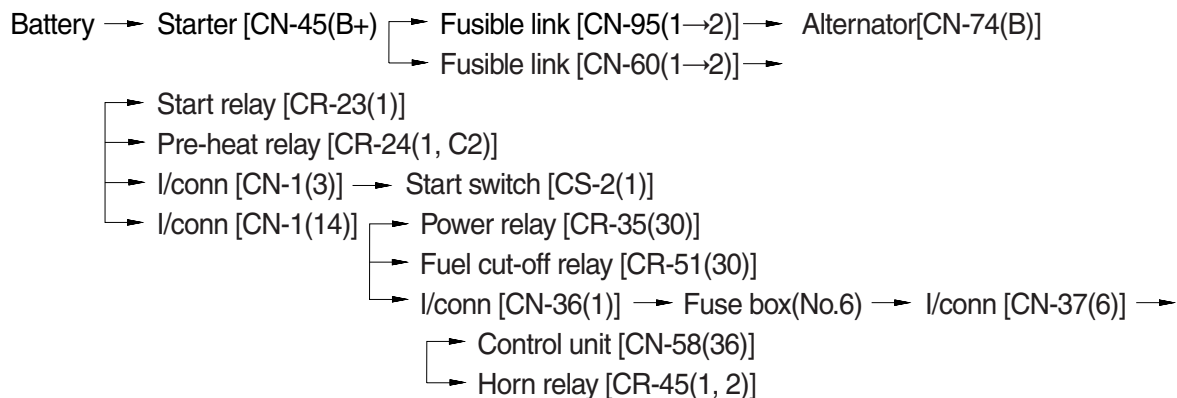 Battery → Starter [CN-45(B+) → Fusible link [CN-95(1→2)] → Alternator[CN-74(B)]
→ Fusible link [CN-60(1→2)] →
→ Start relay [CR-23(1)]
→ Pre-heat relay [CR-24(1, C2)]
→ I/conn [CN-1(3)] → Start switch [CS-2(1)]
→ I/conn [CN-1(14)] → Power relay [CR-35(30)]
→ Fuel cut-off relay [CR-51(30)]
→ I/conn [CN-36(1)] → Fuse box(No.6) → I/conn [CN-37(6)] →
→ Control unit [CN-58(36)]
→ Horn relay [CR-45(1, 2)]